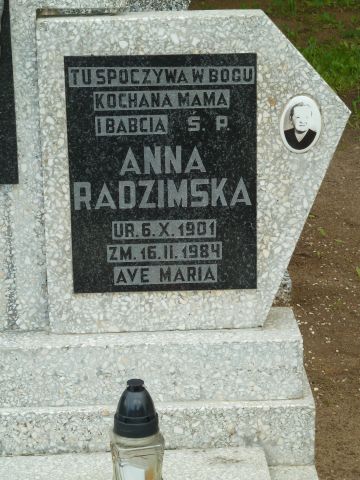 TU SPOCZYWA W BOGU
KOCHANA MAMA
I BABCIA Ś. P.
ANNA
RADZIMSKA
UR. 6. X. 1901
ZM. 16. II. 1984
AVE MARIA